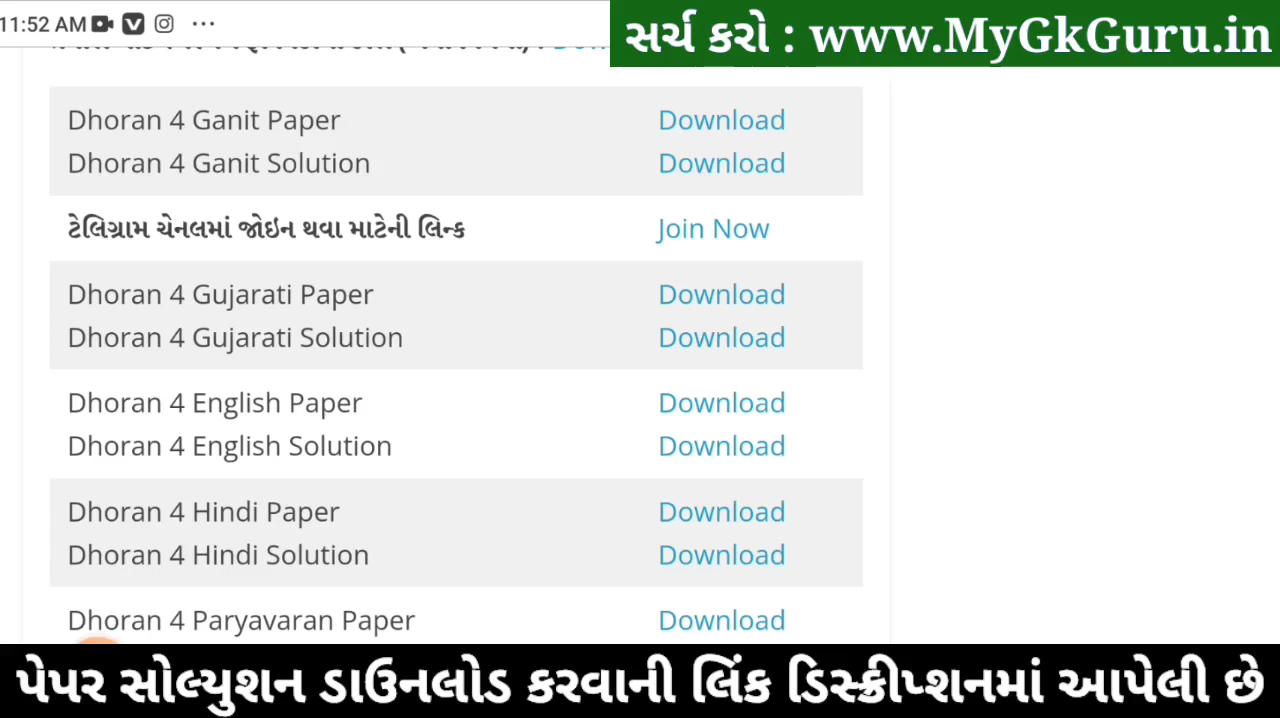 11:52 AM
સર્ચ કરો : www.MyGkGuru.in
Dhoran 4 Ganit Paper Download
Dhoran 4 Ganit Solution Download
ટેલિગ્રામ ચેનલમાં જોઇન થવા માટેની લિન્ક Join Now
Dhoran 4 Gujarati Paper Download
Dhoran 4 Gujarati Solution Download
Dhoran 4 English Paper Download
Dhoran 4 English Solution Download
Dhoran 4 Hindi Paper Download
Dhoran 4 Hindi Solution Download
Dhoran 4 Paryavaran Paper Download
પેપર સોલ્યુશન ડાઉનલોડ કરવાની લિંક ડિસ્ક્રીપ્શનમાં આપેલી છે